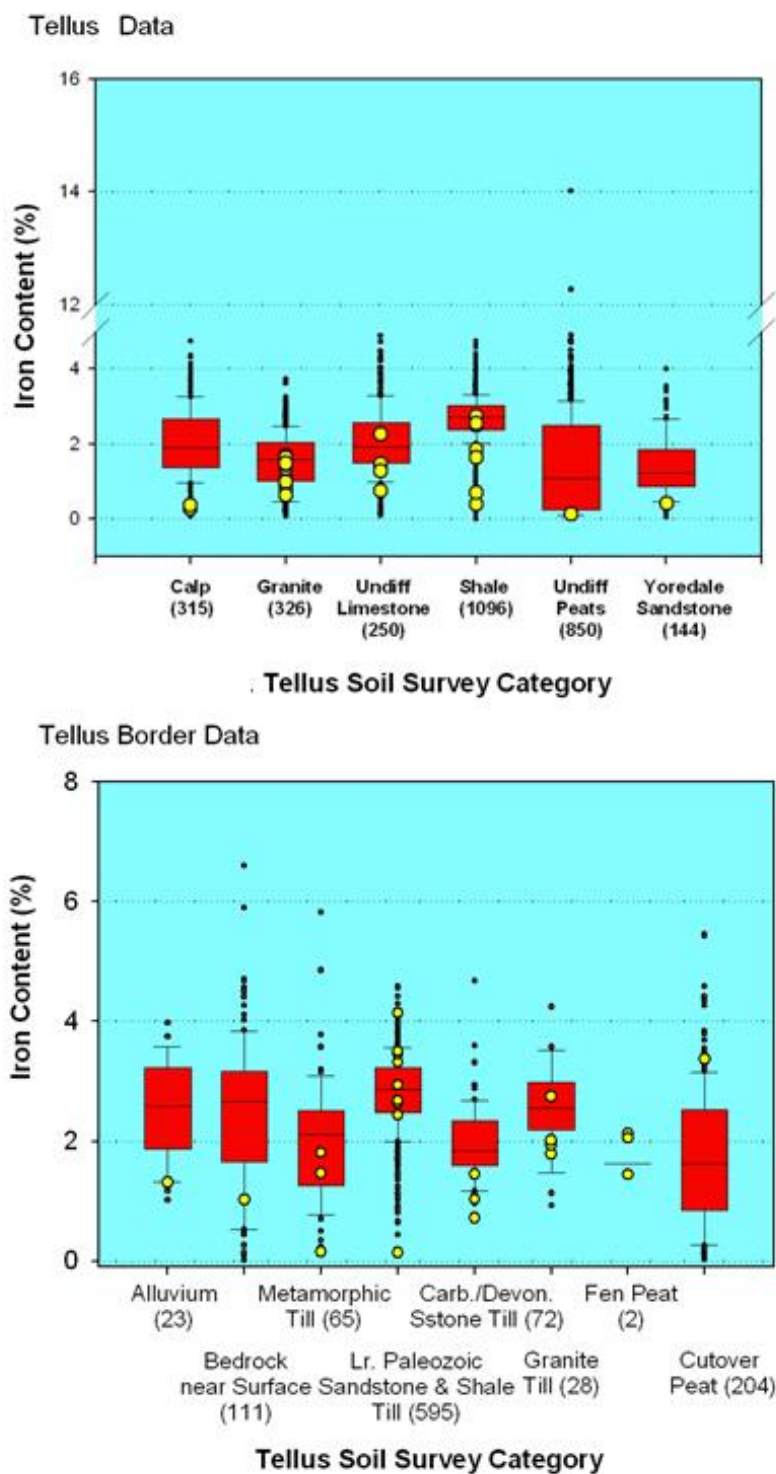 Tellus Data
16
14
12
4
2
0
Iron Content (%)
Calp
(315)
Granite
(326)
Undiff
Limestone
(250)
Shale
(1096)
Undiff
Peats
(850)
Yoredale
Sandstone
(144)
. Tellus Soil Survey Category
Tellus Border Data
8
6
4
2
0
Iron Content (%)
Alluvium
(23)
Bedrock
near Surface
(111)
Metamorphic
Till (65)
Lr. Paleozoic
Sandstone & Shale
Till (595)
Carb./Devon.
Sstone Till (72)
Granite
Till (28)
Fen Peat
(2)
Cutover
Peat (204)
Tellus Soil Survey Category